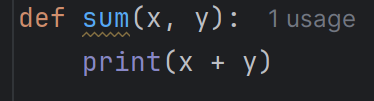 def sum(x, y): 1 usage
    print(x + y)